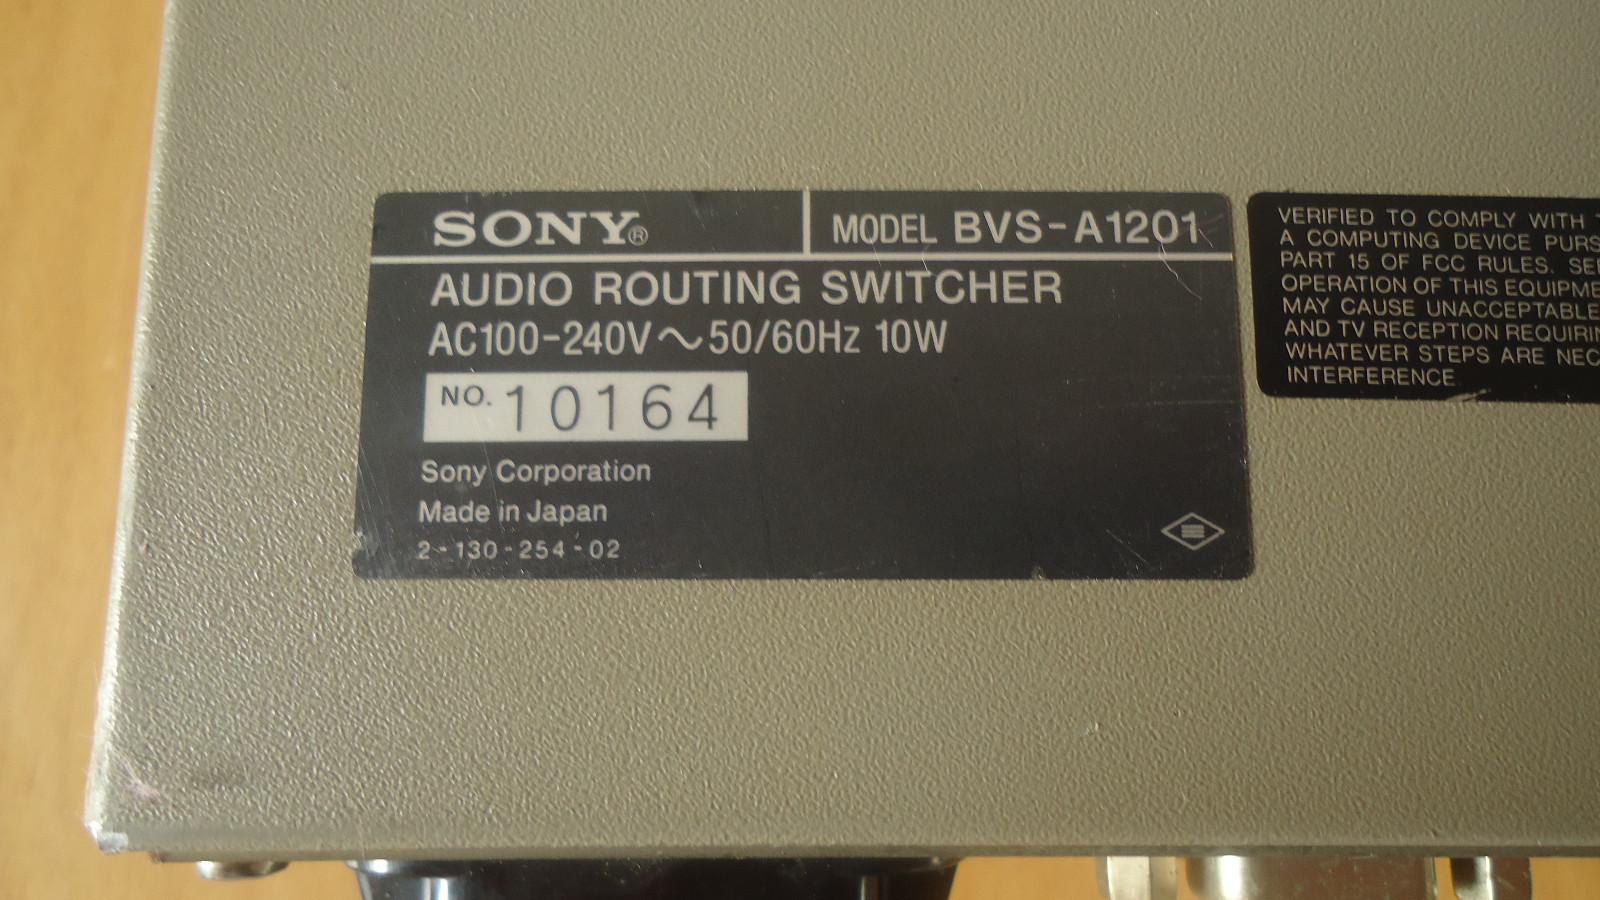 SONY®
MODEL BVS-A1201
AUDIO ROUTING SWITCHER
AC100-240V～50/60Hz 10W
NO. 10164
Sony Corporation
Made in Japan
2-130-254-02
VERIFIED TO COMPLY WITH
A COMPUTING DEVICE
PART 15 OF FCC RULES.
OPERATION OF THIS
MAY CAUSE UNACCEPTABLE
AND TV RECEPTION
WHATEVER STEPS ARE
INTERFERENCE